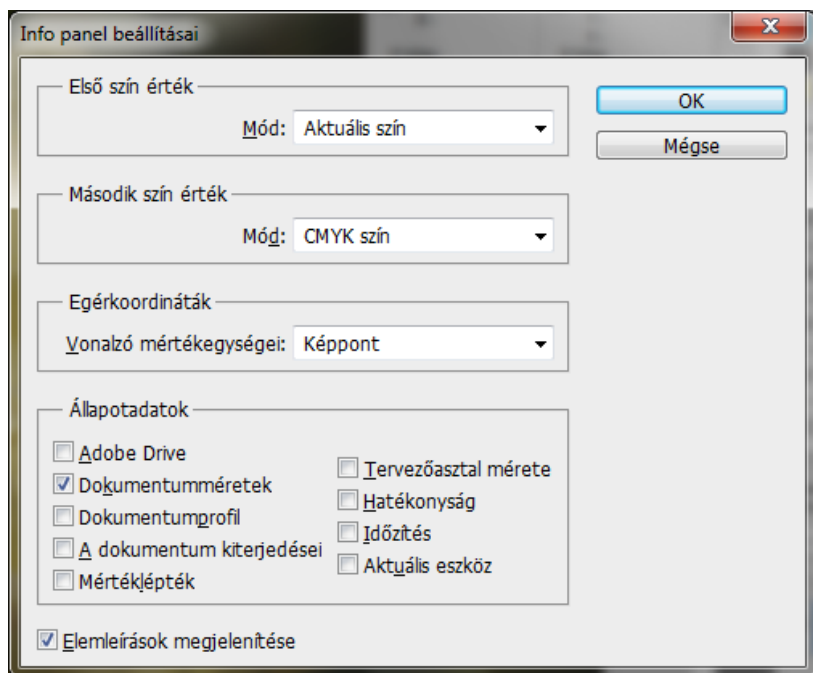 Info panel beállításai
Első szín érték
Mód: Aktuális szín
OK
Mégse
Második szín érték
Mód: CMYK szín
Egérkoordináták
Vonalzó mértékegységei: Képpont
Állapotadatok
Adobe Drive
Dokumentumméretek
Dokumentumprofil
A dokumentum kiterjedései
Mértéklépték
Tervezőasztal mérete
Hatékonyság
Időzítés
Aktuális eszköz
Elemleírások megjelenítése